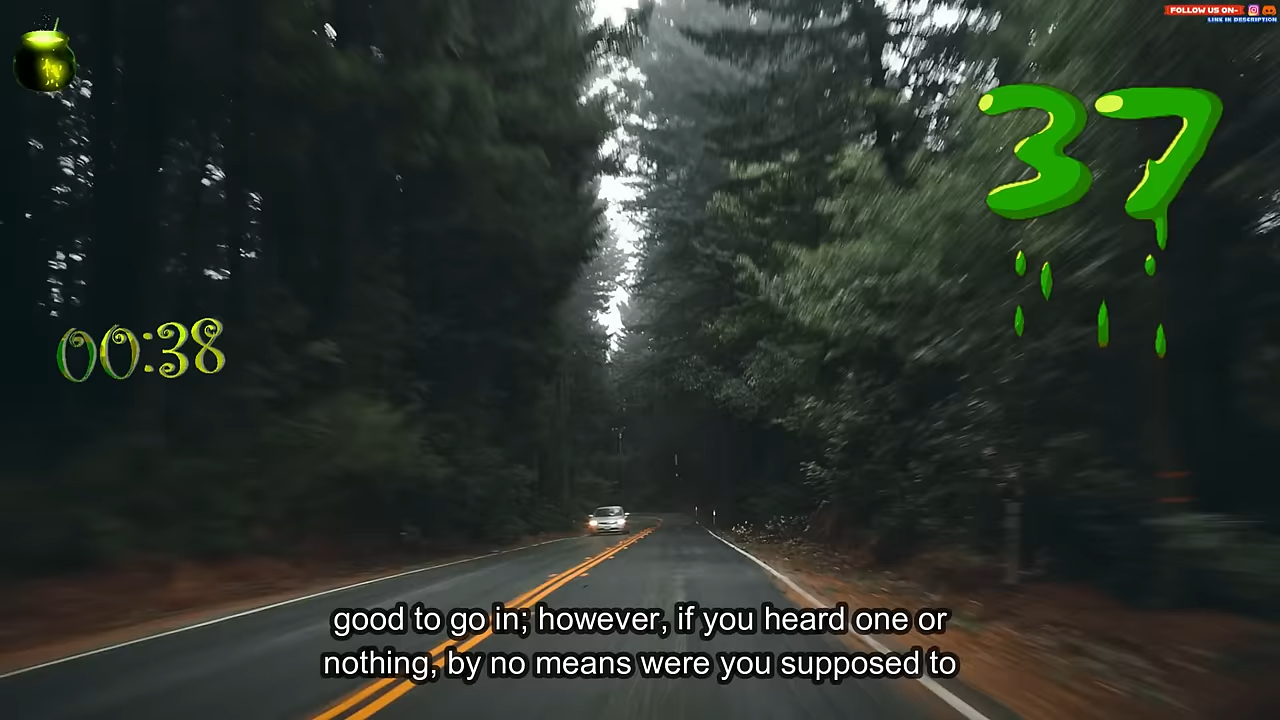 FOLLOW US ON-
LINK IN DESCRIPTION
37
00:38
good to go in; however, if you heard one or
nothing, by no means were you supposed to